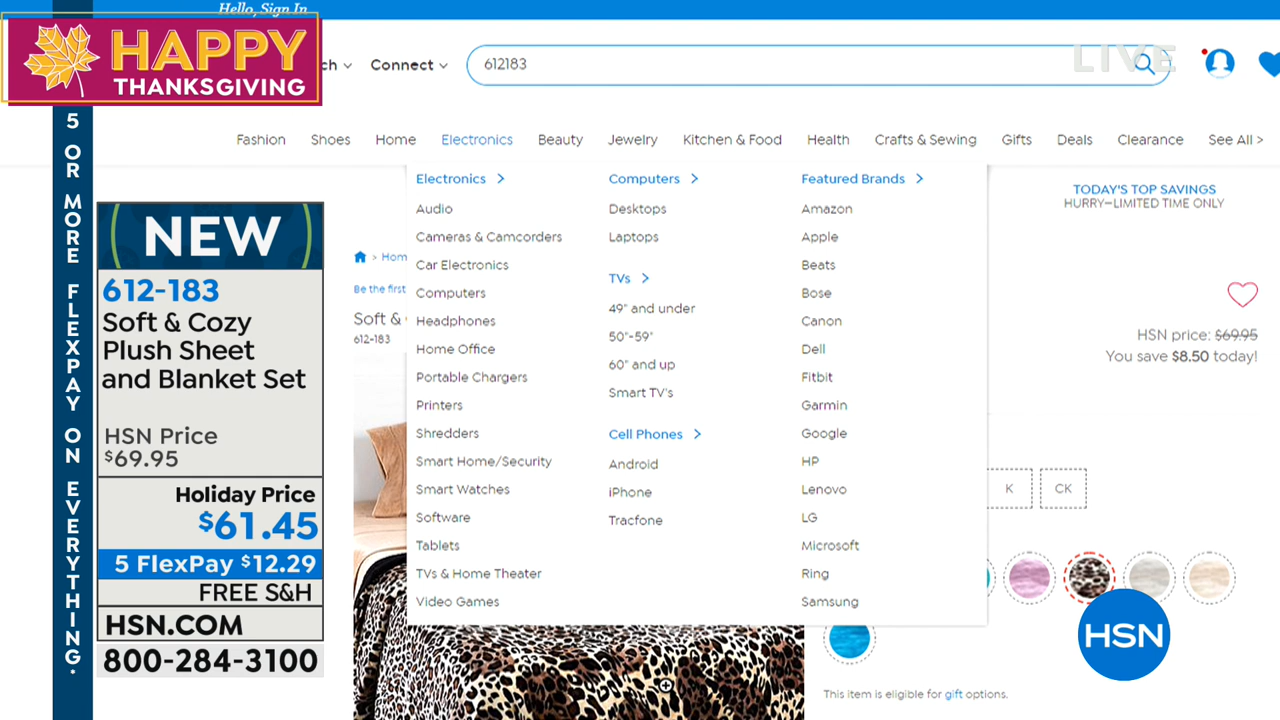 Hello, Sign In
HAPPY
THANKSGIVING
ch
Connect
612183
LIVE
Fashion
Shoes
Home
Electronics
Beauty
Jewelry
Kitchen & Food
Health
Crafts & Sewing
Gifts
Deals
Clearance
See All >
5 OR MORE FLEXPAY ON EVERYTHING.
NEW
612-183
Soft & Cozy
Plush Sheet
and Blanket Set
HSN Price
$69.95
Holiday Price
$61.45
5 FlexPay $12.29
FREE S&H
HSN.COM
800-284-3100
> Hom
Be the first
Soft &
612-183
Electronics >
Audio
Cameras & Camcorders
Car Electronics
Computers
Headphones
Home Office
Portable Chargers
Printers
Shredders
Smart Home/Security
Smart Watches
Software
Tablets
TVs & Home Theater
Video Games
Computers >
Desktops
Laptops
TVs >
49" and under
50"-59"
60" and up
Smart TV's
Cell Phones >
Android
iPhone
Tracfone
Featured Brands >
Amazon
Apple
Beats
Bose
Canon
Dell
Fitbit
Garmin
Google
HP
Lenovo
LG
Microsoft
Ring
Samsung
TODAY'S TOP SAVINGS
HURRY—LIMITED TIME ONLY
HSN price: $69.95
You save $8.50 today!
K
CK
HSN
This item is eligible for gift options.